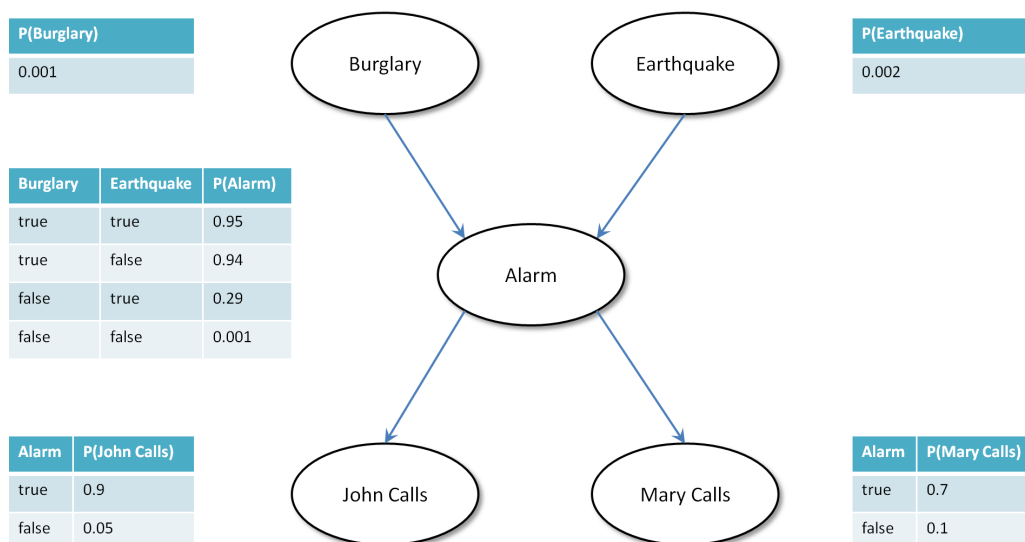 P(Burglary)
0.001
Burglary
Earthquake
P(Earthquake)
0.002
Burglary Earthquake P(Alarm)
true true 0.95
true false 0.94
false true 0.29
false false 0.001
Alarm
Alarm P(John Calls)
true 0.9
false 0.05
John Calls
Mary Calls
Alarm P(Mary Calls)
true 0.7
false 0.1